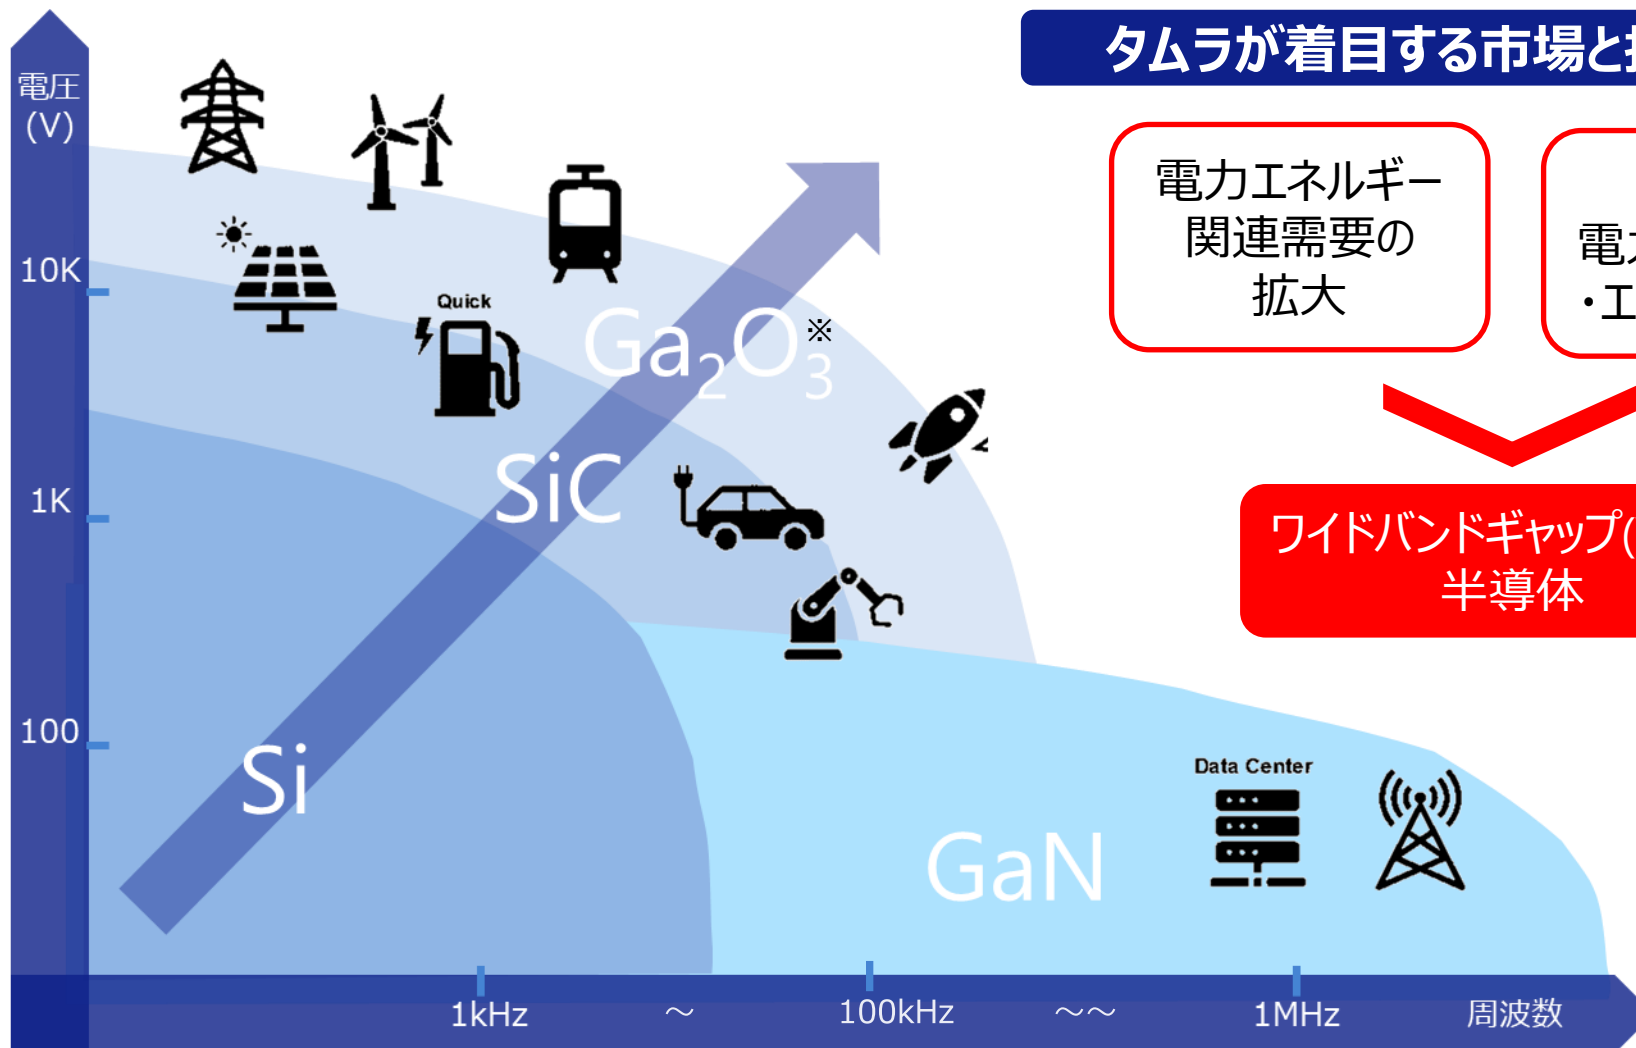 タムラが着目する市場と
電圧
(V)
10K
1K
100
Quick
Ga₂O₃※
SiC
Si
GaN
Data Center
1kHz
～
100kHz
～～
1MHz
周波数
電力エネルギー
関連需要の
拡大
電
・エ
ワイドバンドギャップ(
半導体